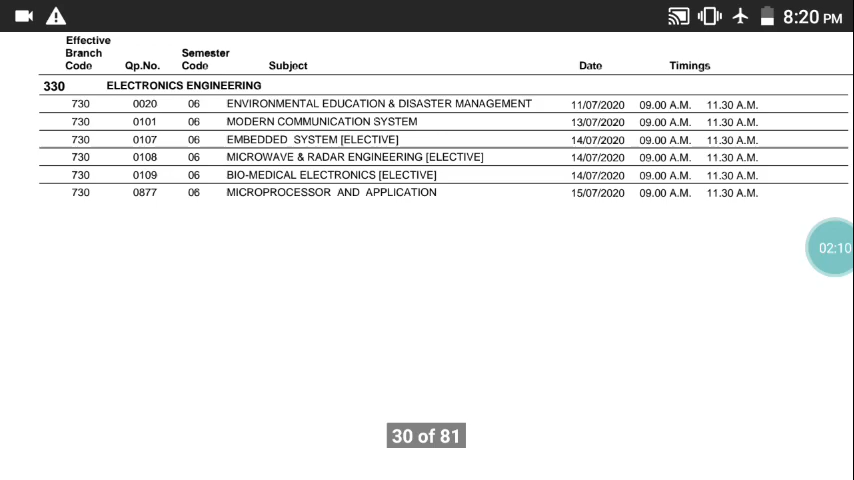 8:20 PM
Effective
Branch Semester
Code Qp.No. Code Subject Date Timings
330 ELECTRONICS ENGINEERING
730 0020 06 ENVIRONMENTAL EDUCATION & DISASTER MANAGEMENT 11/07/2020 09.00 A.M. 11.30 A.M.
730 0101 06 MODERN COMMUNICATION SYSTEM 13/07/2020 09.00 A.M. 11.30 A.M.
730 0107 06 EMBEDDED SYSTEM [ELECTIVE] 14/07/2020 09.00 A.M. 11.30 A.M.
730 0108 06 MICROWAVE & RADAR ENGINEERING [ELECTIVE] 14/07/2020 09.00 A.M. 11.30 A.M.
730 0109 06 BIO-MEDICAL ELECTRONICS [ELECTIVE] 14/07/2020 09.00 A.M. 11.30 A.M.
730 0877 06 MICROPROCESSOR AND APPLICATION 15/07/2020 09.00 A.M. 11.30 A.M.
02:10
30 of 81